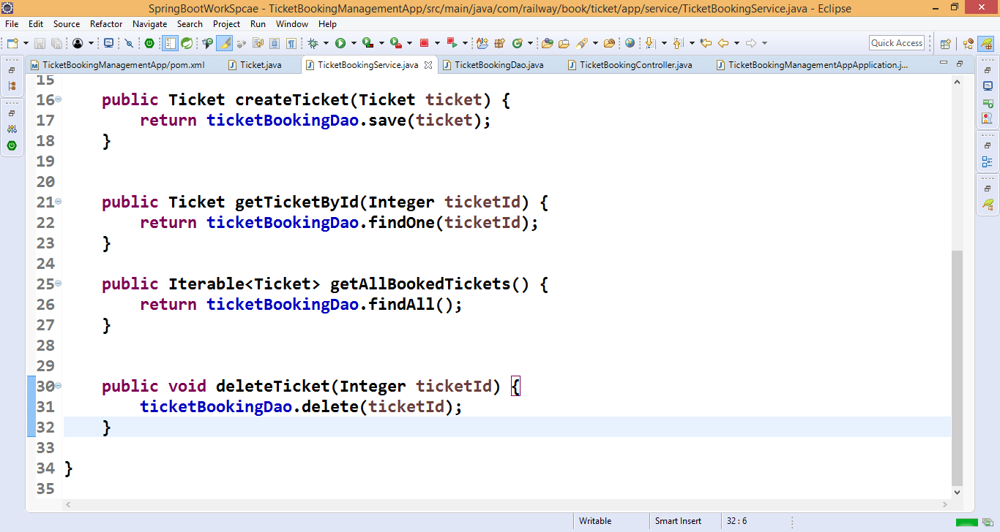 SpringBootWorkSpcae - TicketBookingManagementApp/src/main/java/com/railway/book/ticket/app/service/TicketBookingService.java - Eclipse
File Edit Source Refactor Navigate Search Project Run Window Help
Quick Access
TicketBookingManagementApp/pom.xml Ticket.java TicketBookingService.java TicketBookingDao.java TicketBookingController.java TicketBookingManagementAppApplication.j...
15
16 public Ticket createTicket(Ticket ticket) {
17 return ticketBookingDao.save(ticket);
18 }
19
20
21 public Ticket getTicketById(Integer ticketId) {
22 return ticketBookingDao.findOne(ticketId);
23 }
24
25 public Iterable<Ticket> getAllBookedTickets() {
26 return ticketBookingDao.findAll();
27 }
28
29
30 public void deleteTicket(Integer ticketId) {
31 ticketBookingDao.delete(ticketId);
32 }
33
34 }
35
Writable Smart Insert 32 : 6